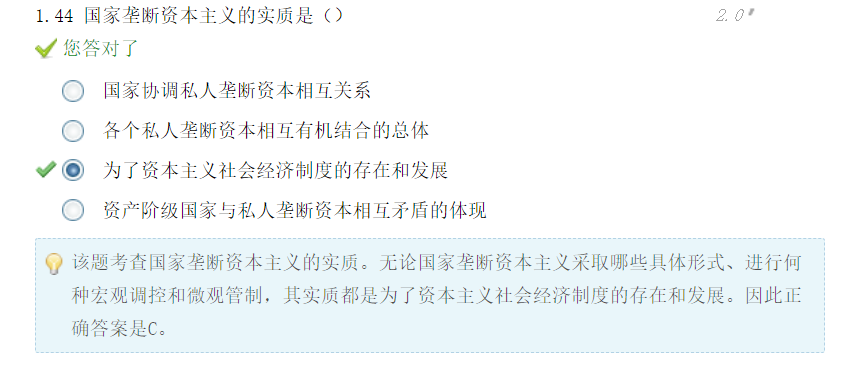 1.44 国家垄断资本主义的实质是（） 2.0
您答对了
国家协调私人垄断资本相互关系
各个私人垄断资本相互有机结合的总体
为了资本主义社会经济制度的存在和发展
资产阶级国家与私人垄断资本相互矛盾的体现
该题考查国家垄断资本主义的实质。无论国家垄断资本主义采取哪些具体形式、进行何
种宏观调控和微观管制，其实质都是为了资本主义社会经济制度的存在和发展。因此正
确答案是C。